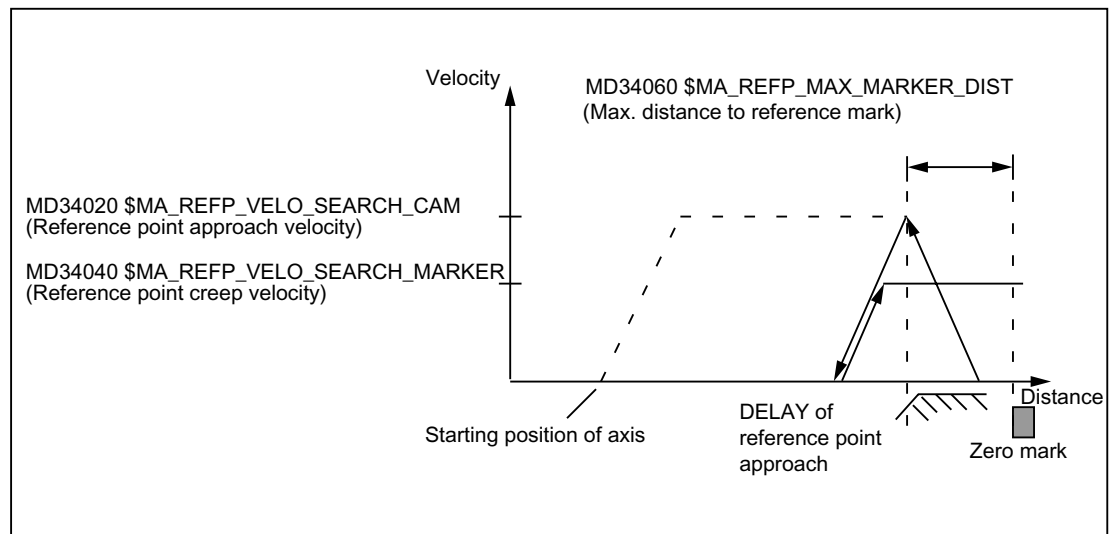 Velocity
MD34060 $MA_REFP_MAX_MARKER_DIST
(Max. distance to reference mark)
MD34020 $MA_REFP_VELO_SEARCH_CAM
(Reference point approach velocity)
MD34040 $MA_REFP_VELO_SEARCH_MARKER
(Reference point creep velocity)
Distance
Starting position of axis
DELAY of
reference point
approach
Zero mark